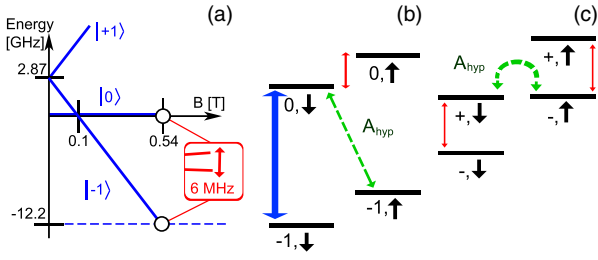 (a)
Energy
[GHz]
|+1⟩
2.87
|0⟩
B [T]
0.1
0.54
|-1⟩
6 MHz
-12.2
(b)
0,↑
0,↓
A_hyp
-1,↑
-1,↓
(c)
+,↑
A_hyp
+,↓
-,↑
-,↓